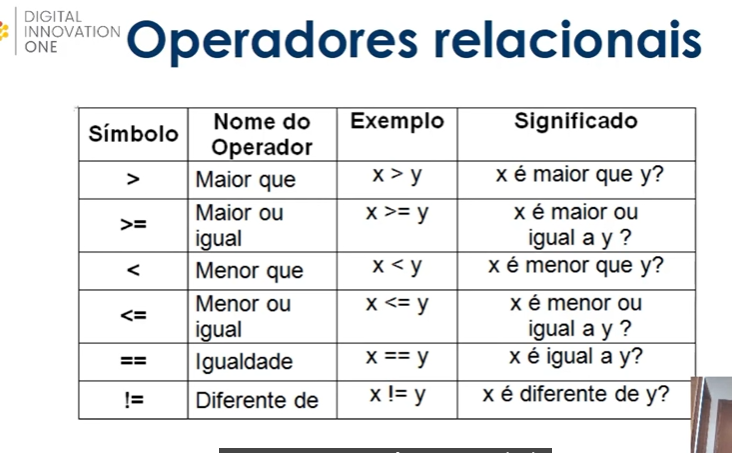 DIGITAL
INNOVATION
ONE
Operadores relacionais
Símbolo Nome do Operador Exemplo Significado
> Maior que x > y x é maior que y?
>= Maior ou igual x >= y x é maior ou igual a y ?
< Menor que x < y x é menor que y?
<= Menor ou igual x <= y x é menor ou igual a y ?
== Igualdade x == y x é igual a y?
!= Diferente de x != y x é diferente de y?